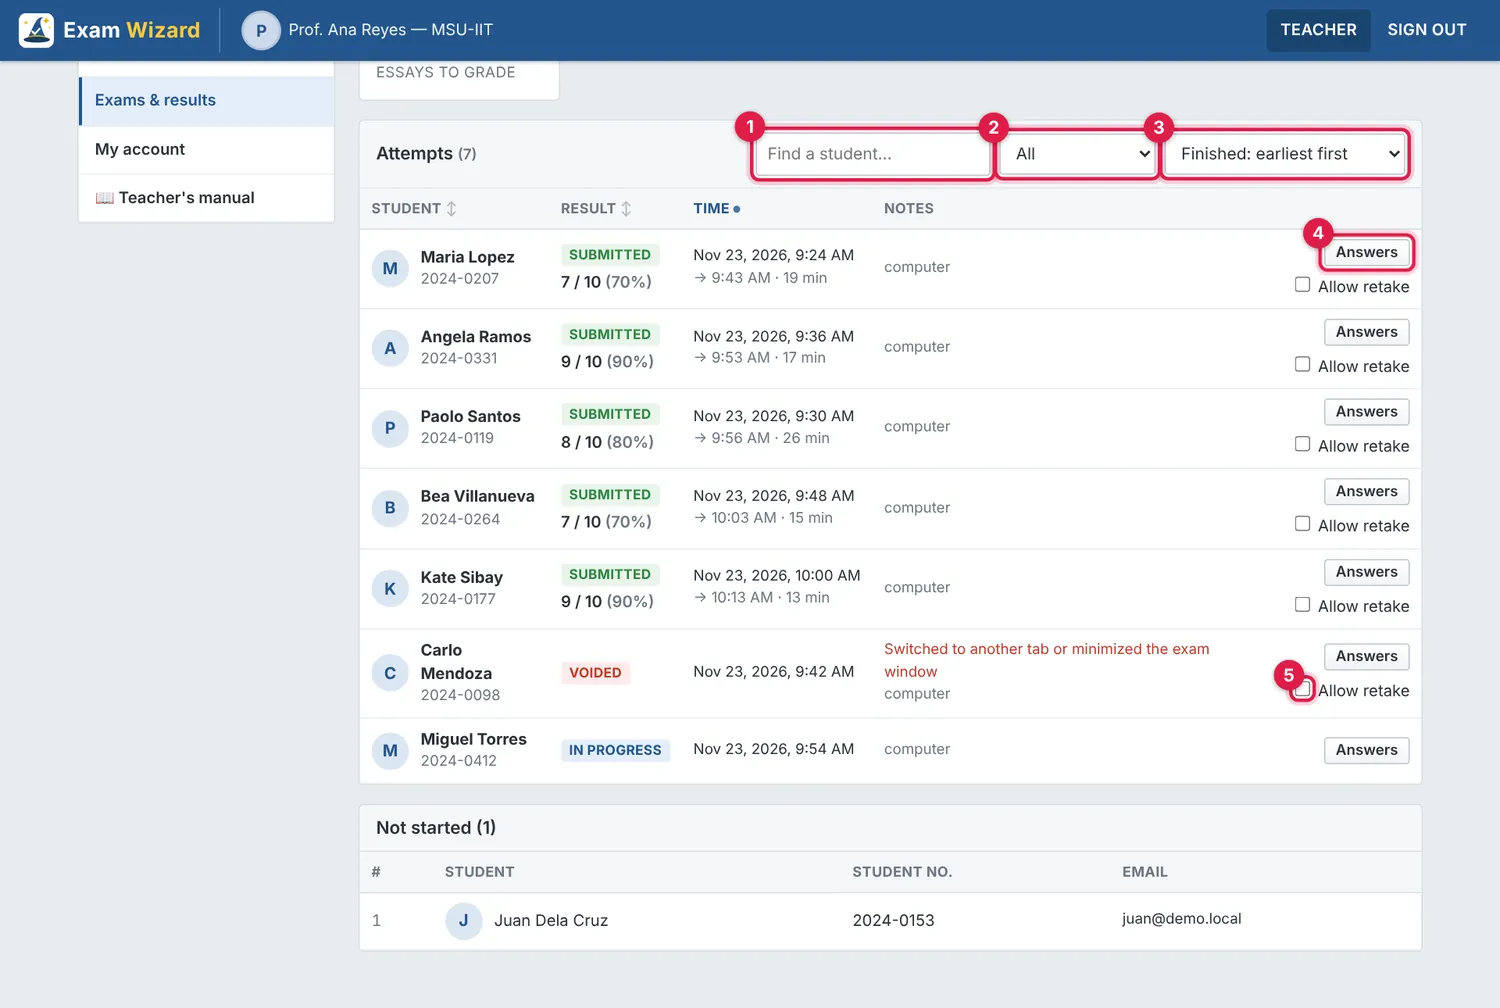 Exam Wizard
P
Prof. Ana Reyes — MSU-IIT
TEACHER
SIGN OUT
Exams & results
My account
📖 Teacher's manual
ESSAYS TO GRADE
Attempts (7)
1
Find a student...
2
All
3
Finished: earliest first
STUDENT
RESULT
TIME
NOTES
M
Maria Lopez
2024-0207
SUBMITTED
7 / 10 (70%)
Nov 23, 2026, 9:24 AM
→ 9:43 AM · 19 min
computer
4
Answers
Allow retake
A
Angela Ramos
2024-0331
SUBMITTED
9 / 10 (90%)
Nov 23, 2026, 9:36 AM
→ 9:53 AM · 17 min
computer
Answers
Allow retake
P
Paolo Santos
2024-0119
SUBMITTED
8 / 10 (80%)
Nov 23, 2026, 9:30 AM
→ 9:56 AM · 26 min
computer
Answers
Allow retake
B
Bea Villanueva
2024-0264
SUBMITTED
7 / 10 (70%)
Nov 23, 2026, 9:48 AM
→ 10:03 AM · 15 min
computer
Answers
Allow retake
K
Kate Sibay
2024-0177
SUBMITTED
9 / 10 (90%)
Nov 23, 2026, 10:00 AM
→ 10:13 AM · 13 min
computer
Answers
Allow retake
C
Carlo
Mendoza
2024-0098
VOIDED
Nov 23, 2026, 9:42 AM
Switched to another tab or minimized the exam
window
computer
Answers
5
Allow retake
M
Miguel Torres
2024-0412
IN PROGRESS
Nov 23, 2026, 9:54 AM
computer
Answers
Not started (1)
#
STUDENT
STUDENT NO.
EMAIL
1
J
Juan Dela Cruz
2024-0153
juan@demo.local